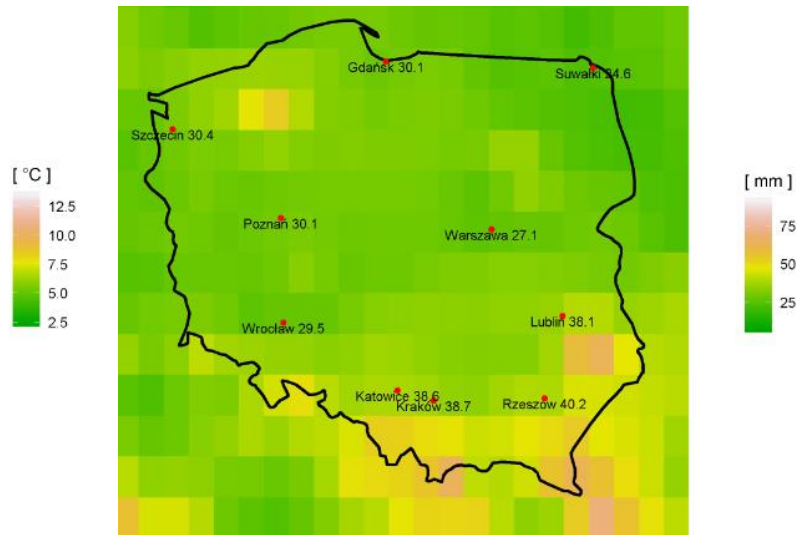 Gdańsk 30.1
Suwałki 24.6
Szczecin 30.4
[ °C ]
12.5
10.0
7.5
5.0
2.5
[ mm ]
75
50
25
Poznań 30.1
Warszawa 27.1
Wrocław 29.5
Lublin 38.1
Katowice 38.6
Kraków 38.7
Rzeszów 40.2